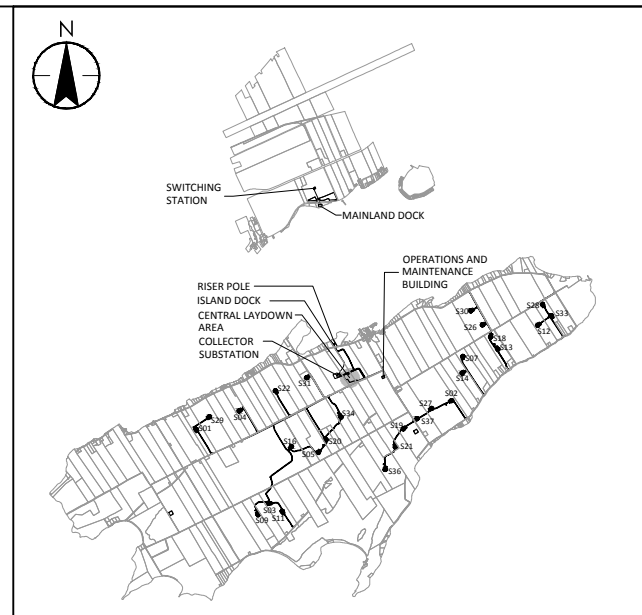 N
SWITCHING
STATION
MAINLAND DOCK
OPERATIONS AND
MAINTENANCE
BUILDING
RISER POLE
ISLAND DOCK
CENTRAL LAYDOWN
AREA
COLLECTOR
SUBSTATION
S28
S30
S33
S26
S12
S18
S13
S07
S14
S31
S22
S02
S27
S04
S34
S37
S29
S01
S19
S20
S16
S21
S05
S36
S03
S09
S11